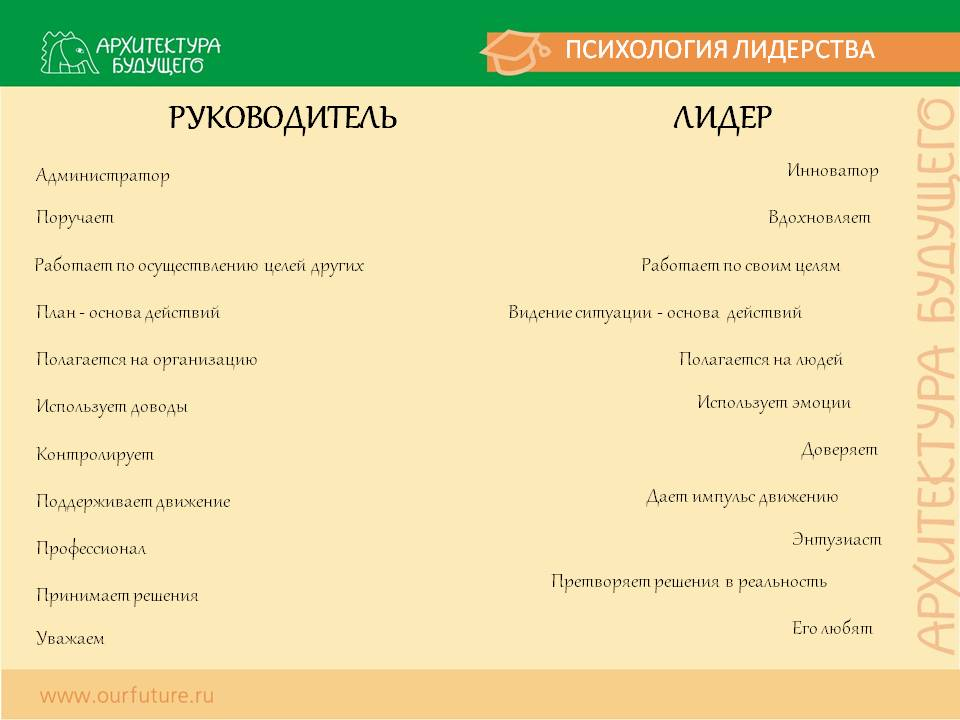 АРХИТЕКТУРА
БУДУЩЕГО
ПСИХОЛОГИЯ ЛИДЕРСТВА
РУКОВОДИТЕЛЬ
ЛИДЕР
Администратор
Инноватор
Поручает
Вдохновляет
Работает по осуществлению целей других
Работает по своим целям
План - основа действий
Видение ситуации - основа действий
Полагается на организацию
Полагается на людей
Использует доводы
Использует эмоции
Контролирует
Доверяет
Поддерживает движение
Дает импульс движению
Профессионал
Энтузиаст
Принимает решения
Претворяет решения в реальность
Уважаем
Его любят
АРХИТЕКТУРА БУДУЩЕГО
www.ourfuture.ru